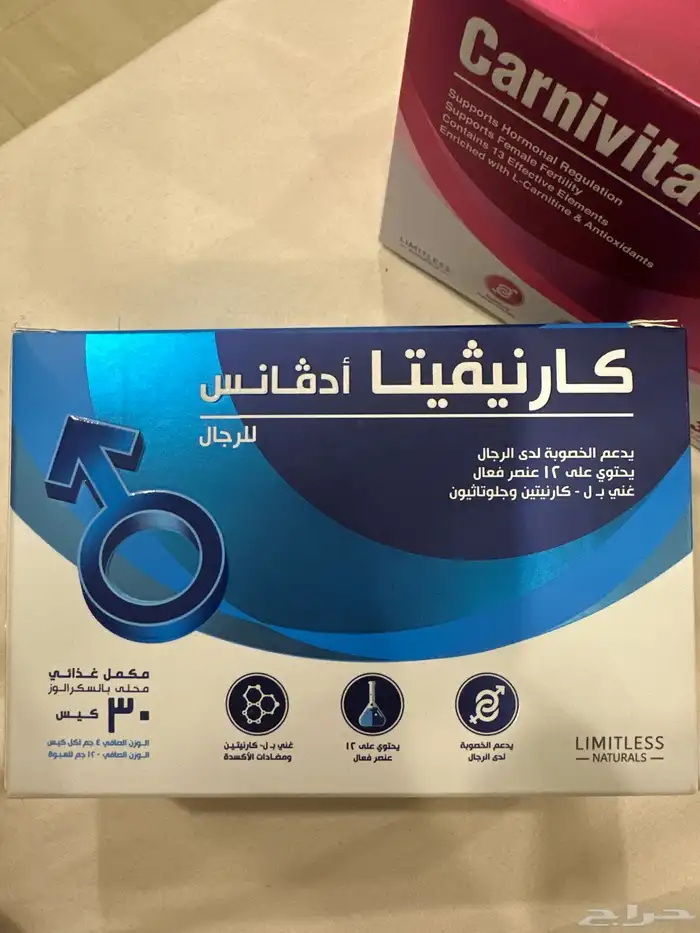 Carnivita
Supports Hormonal Regulation
Supports Female Fertility
Contains 13 Effective Elements
Enriched with L-Carnitine & Antioxidants
LIMITLESS
كارنيڤيتا أدڤانس
للرجال
يدعم الخصوبة لدى الرجال
يحتوي على ١٢ عنصر فعال
غني بـ ل - كارنيتين وجلوتاثيون
مكمل غذائي
محلى بالسكرالوز
٣٠ كيس
الوزن الصافي ٤ جم لكل كيس
الوزن الصافي ١٢٠ جم للعبوة
غني بـ ل- كارنيتين
ومضادات الأكسدة
يحتوي على ١٢
عنصر فعال
يدعم الخصوبة
لدى الرجال
LIMITLESS
NATURALS
حراج